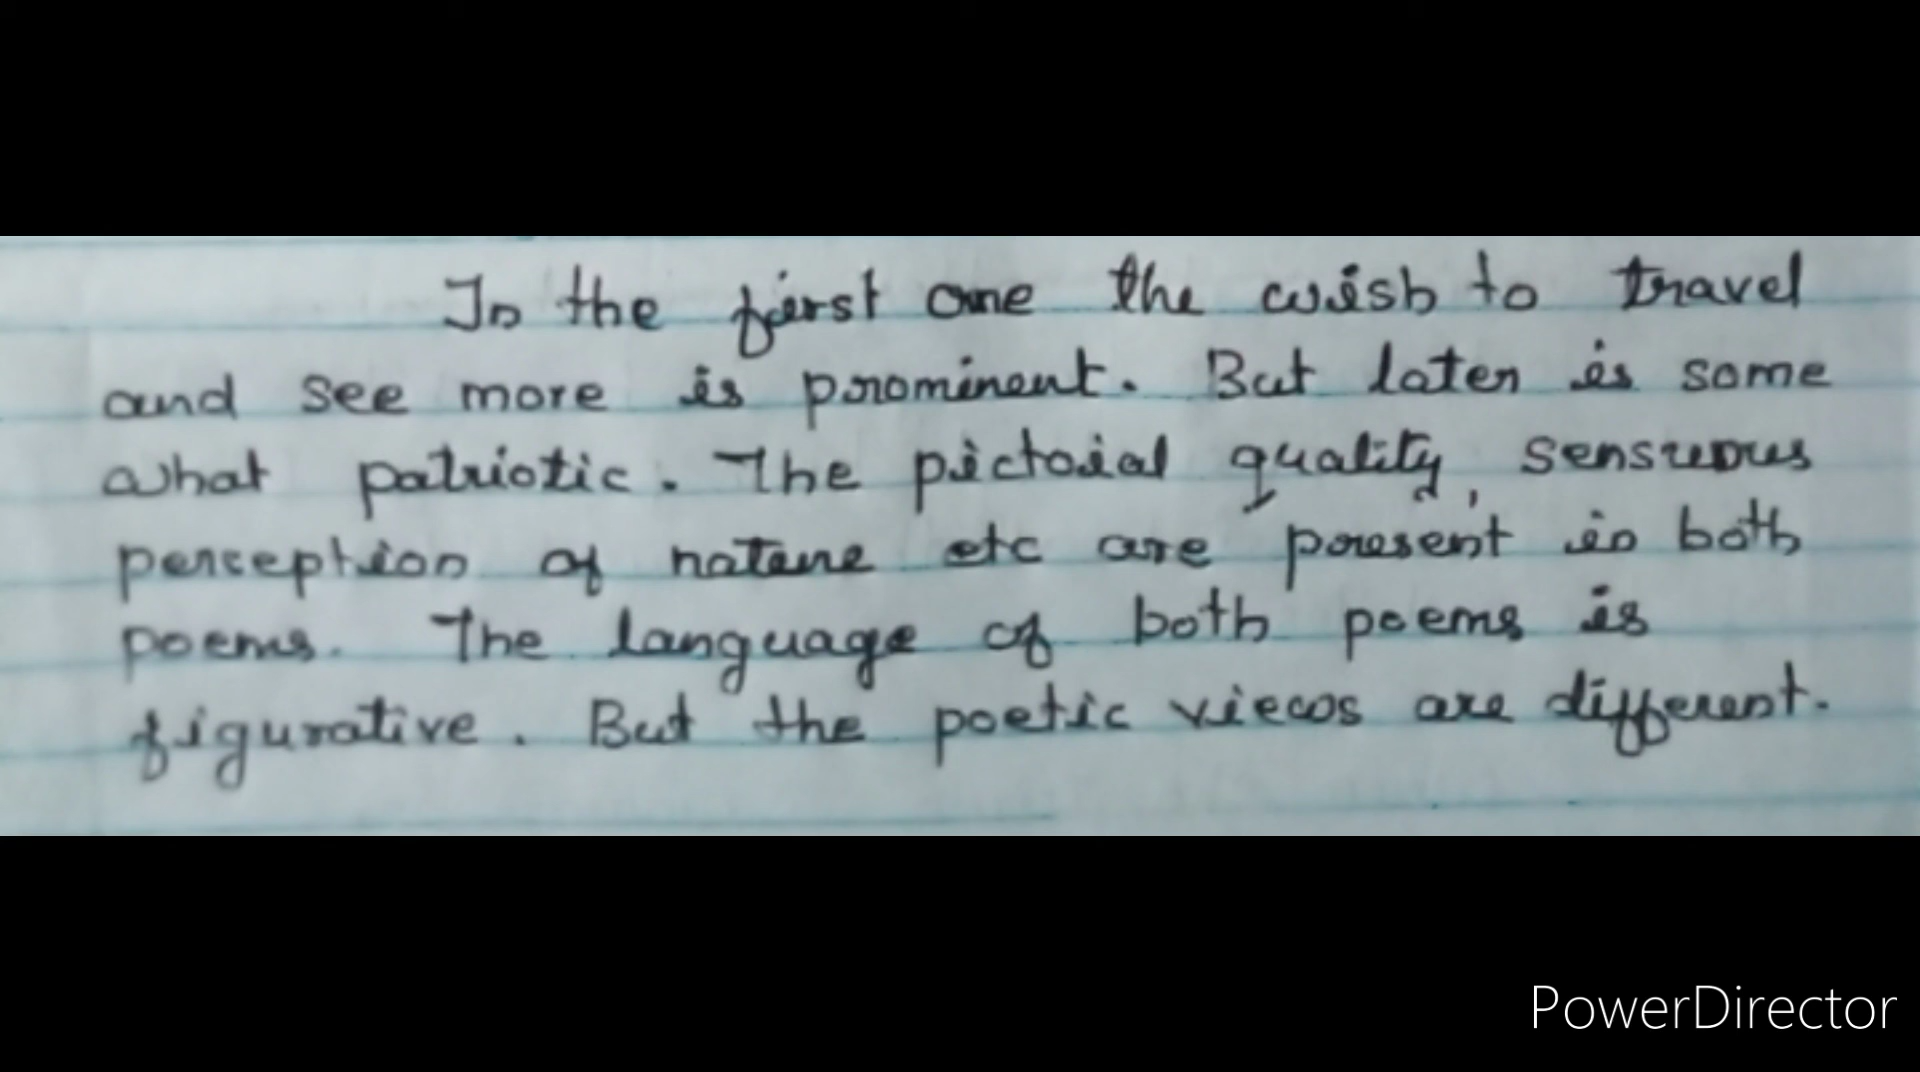 In the first one the wish to travel
and see more is prominent. But later is some
what patriotic. The pictoial quality, sensuous
perception of nature etc are present in both
poems. The language of both poems is
figurative. But the poetic views are different.
PowerDirector